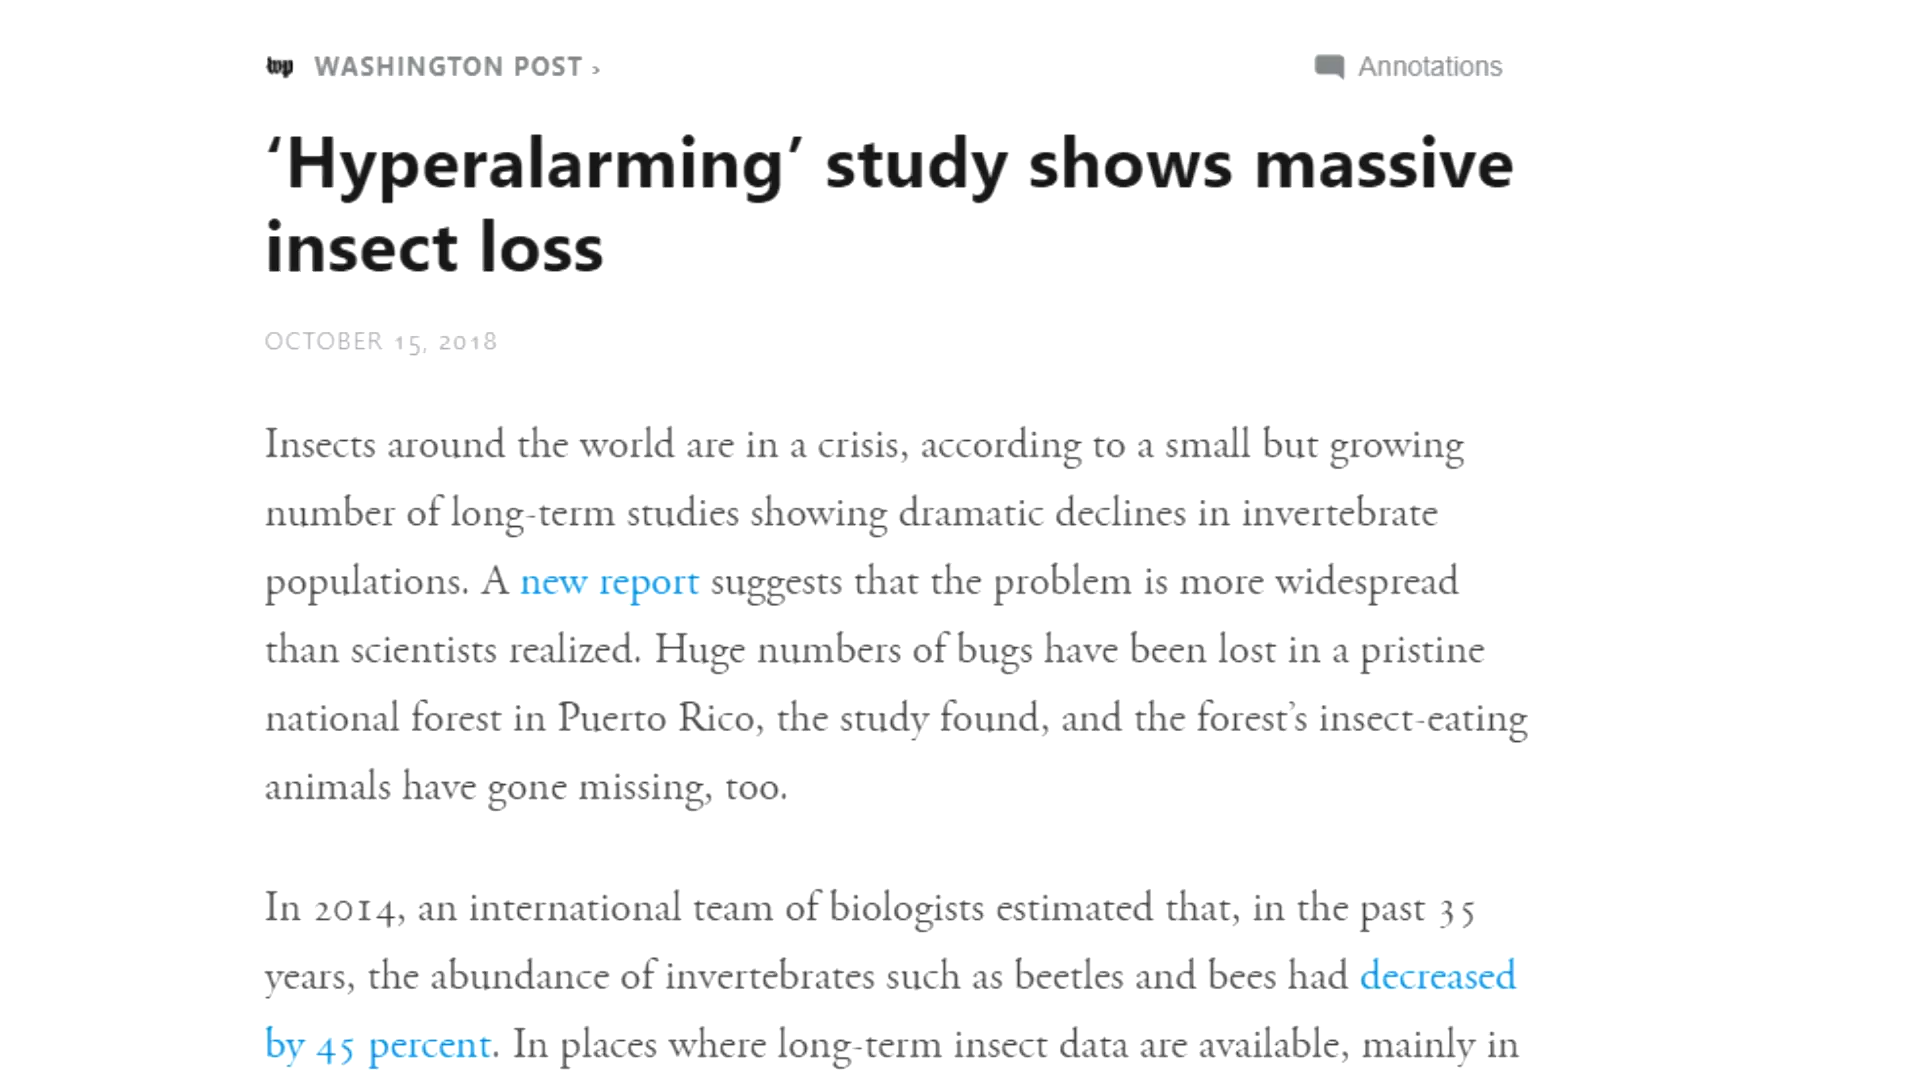 wp WASHINGTON POST ›
Annotations
‘Hyperalarming’ study shows massive
insect loss
OCTOBER 15, 2018
Insects around the world are in a crisis, according to a small but growing
number of long-term studies showing dramatic declines in invertebrate
populations. A new report suggests that the problem is more widespread
than scientists realized. Huge numbers of bugs have been lost in a pristine
national forest in Puerto Rico, the study found, and the forest’s insect-eating
animals have gone missing, too.
In 2014, an international team of biologists estimated that, in the past 35
years, the abundance of invertebrates such as beetles and bees had decreased
by 45 percent. In places where long-term insect data are available, mainly in